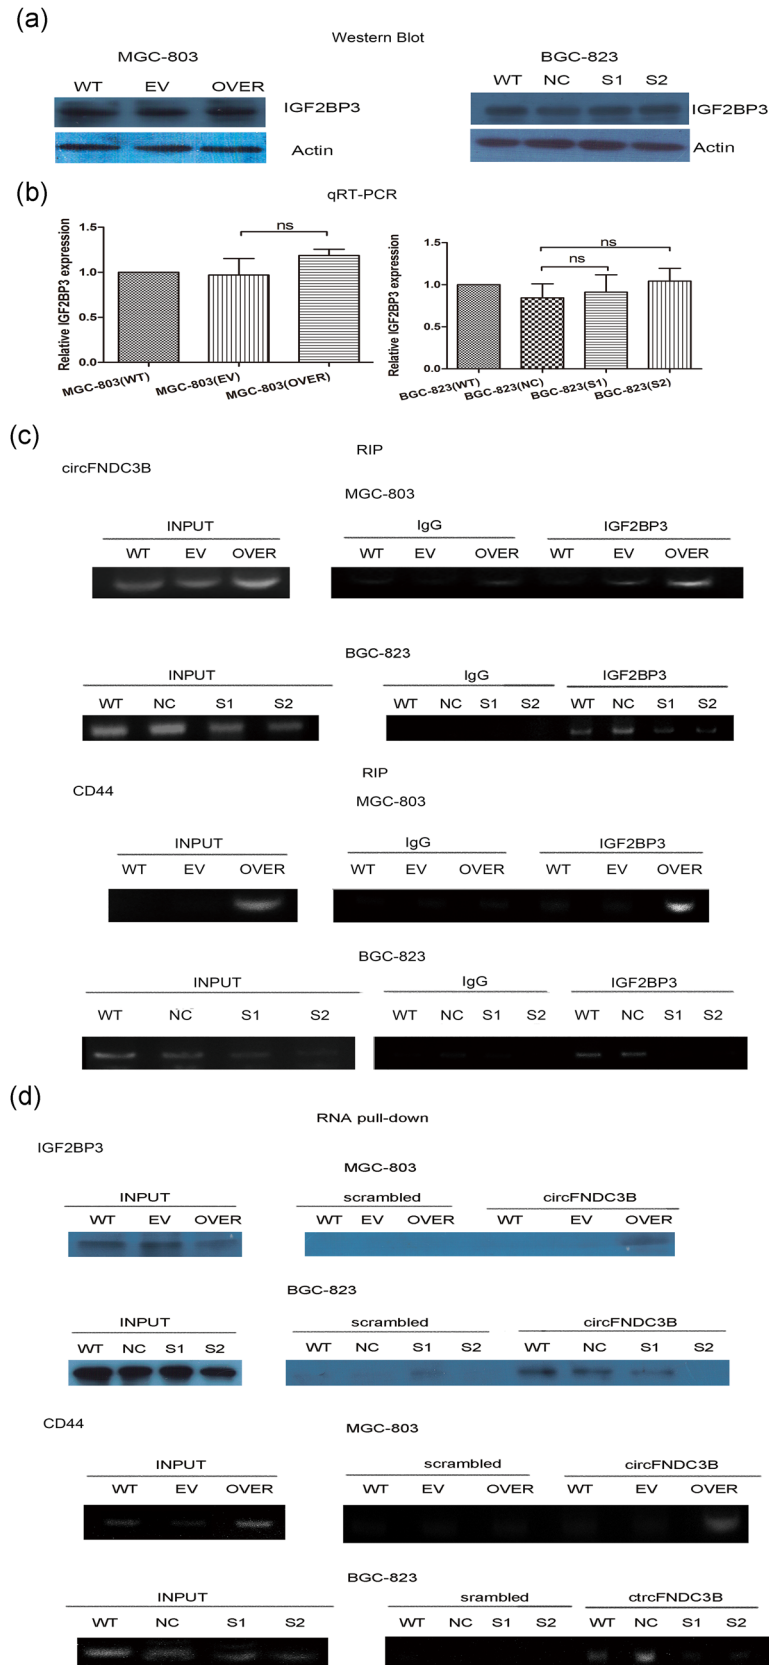 (a)
Western Blot
MGC-803
WT EV OVER
IGF2BP3
Actin
BGC-823
WT NC S1 S2
IGF2BP3
Actin
(b)
qRT-PCR
Relative IGF2BP3 expression
1.5
1.0
0.5
0.0
ns
MGC-803(WT)
MGC-803(EV)
MGC-803(OVER)
Relative IGF2BP3 expression
1.5
1.0
0.5
0.0
ns
ns
BGC-823(WT)
BGC-823(NC)
BGC-823(S1)
BGC-823(S2)
(c)
RIP
circFNDC3B
MGC-803
INPUT IgG IGF2BP3
WT EV OVER WT EV OVER WT EV OVER
BGC-823
INPUT IgG IGF2BP3
WT NC S1 S2 WT NC S1 S2 WT NC S1 S2
RIP
CD44
MGC-803
INPUT IgG IGF2BP3
WT EV OVER WT EV OVER WT EV OVER
BGC-823
INPUT IgG IGF2BP3
WT NC S1 S2 WT NC S1 S2 WT NC S1 S2
(d)
RNA pull-down
IGF2BP3
MGC-803
INPUT scrambled circFNDC3B
WT EV OVER WT EV OVER WT EV OVER
BGC-823
INPUT scrambled circFNDC3B
WT NC S1 S2 WT NC S1 S2 WT NC S1 S2
CD44
MGC-803
INPUT scrambled circFNDC3B
WT EV OVER WT EV OVER WT EV OVER
BGC-823
INPUT srambled ctrcFNDC3B
WT NC S1 S2 WT NC S1 S2 WT NC S1 S2